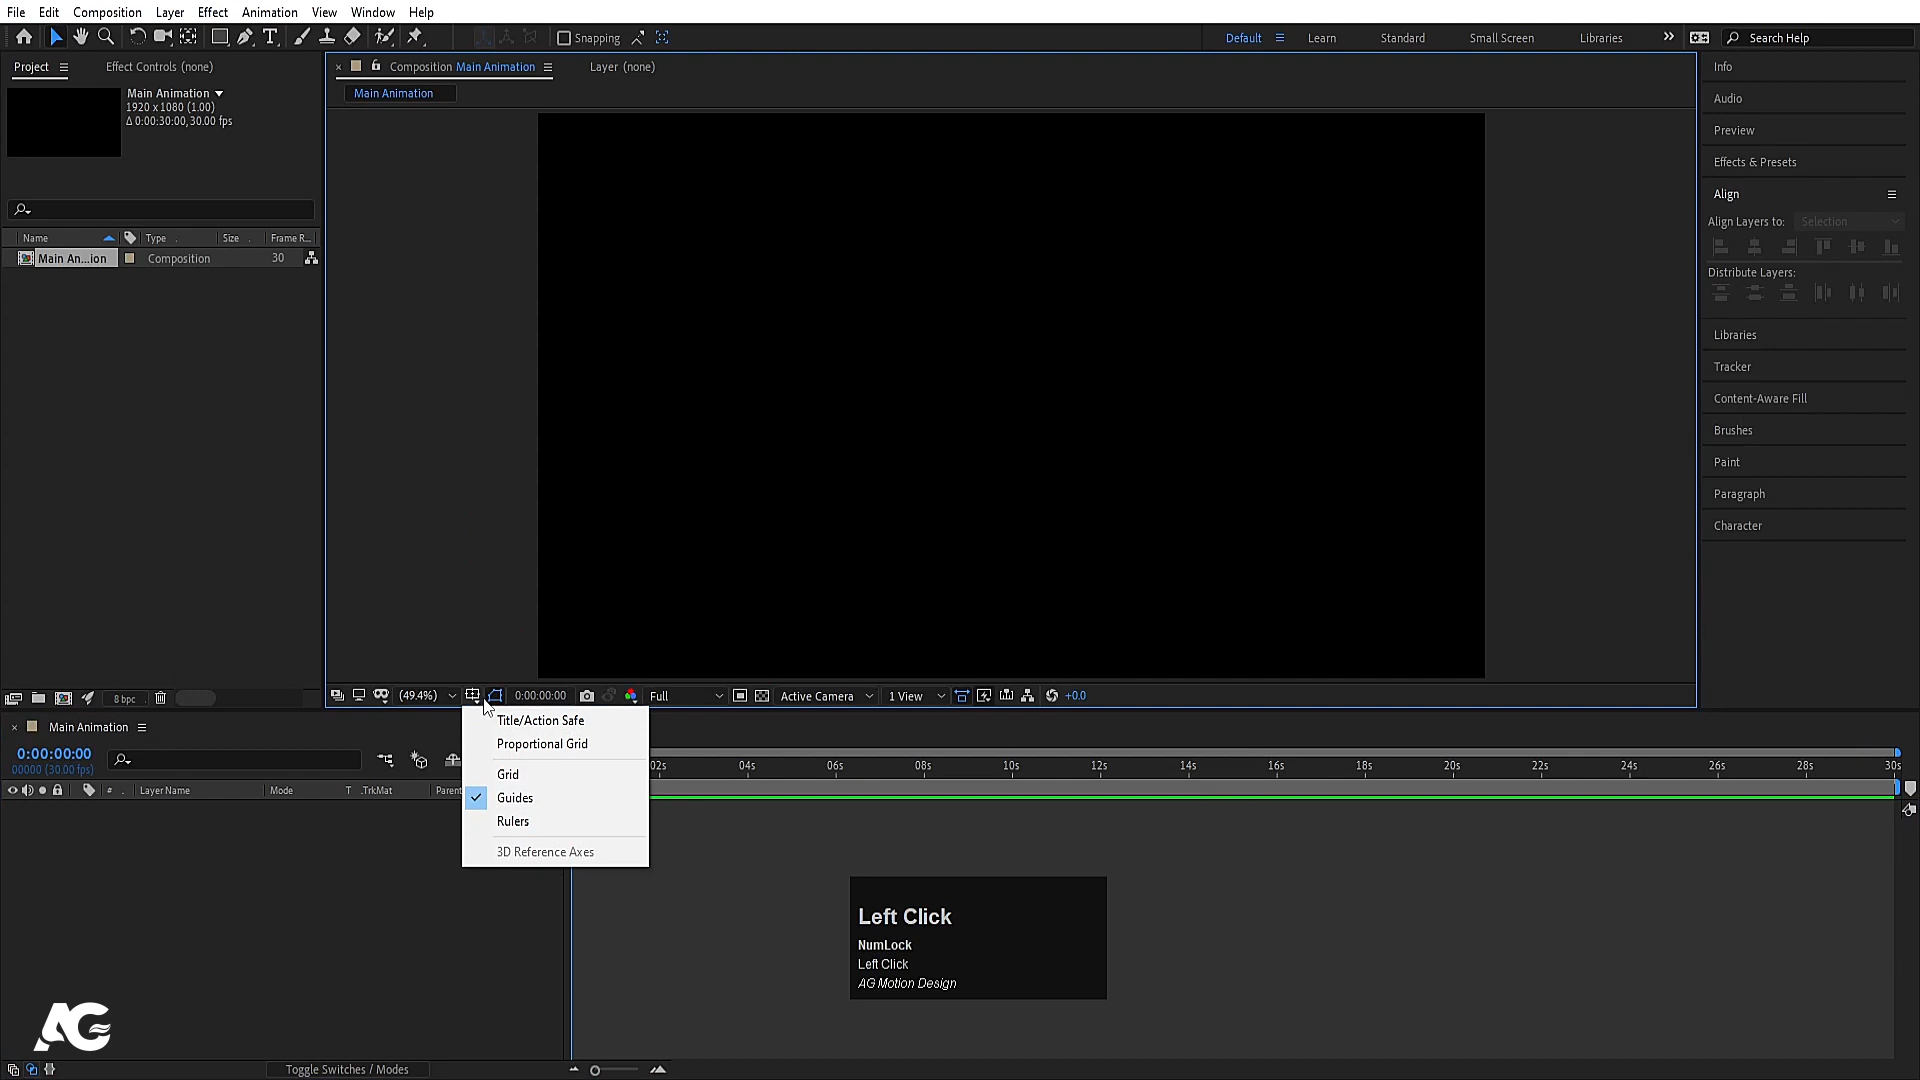 File Edit Composition Layer Effect Animation View Window Help
Snapping Default Learn Standard Small Screen Libraries Search Help
Project Effect Controls (none)
Main Animation
1920 x 1080 (1.00)
Δ 0:00:30:00, 30.00 fps
Name Type Size Frame R...
Main An...ion Composition 30
8 bpc
Composition Main Animation Layer (none)
Main Animation
(49.4%) 0:00:00:00 Full Active Camera 1 View +0.0
Title/Action Safe
Proportional Grid
Grid
Guides
Rulers
3D Reference Axes
Info
Audio
Preview
Effects & Presets
Align
Align Layers to: Selection
Distribute Layers:
Libraries
Tracker
Content-Aware Fill
Brushes
Paint
Paragraph
Character
Main Animation
0:00:00:00
00000 (30.00 fps)
# Layer Name Mode T .TrkMat Parent
02s 04s 06s 08s 10s 12s 14s 16s 18s 20s 22s 24s 26s 28s 30s
Left Click
NumLock
Left Click
AG Motion Design
AG
Toggle Switches / Modes